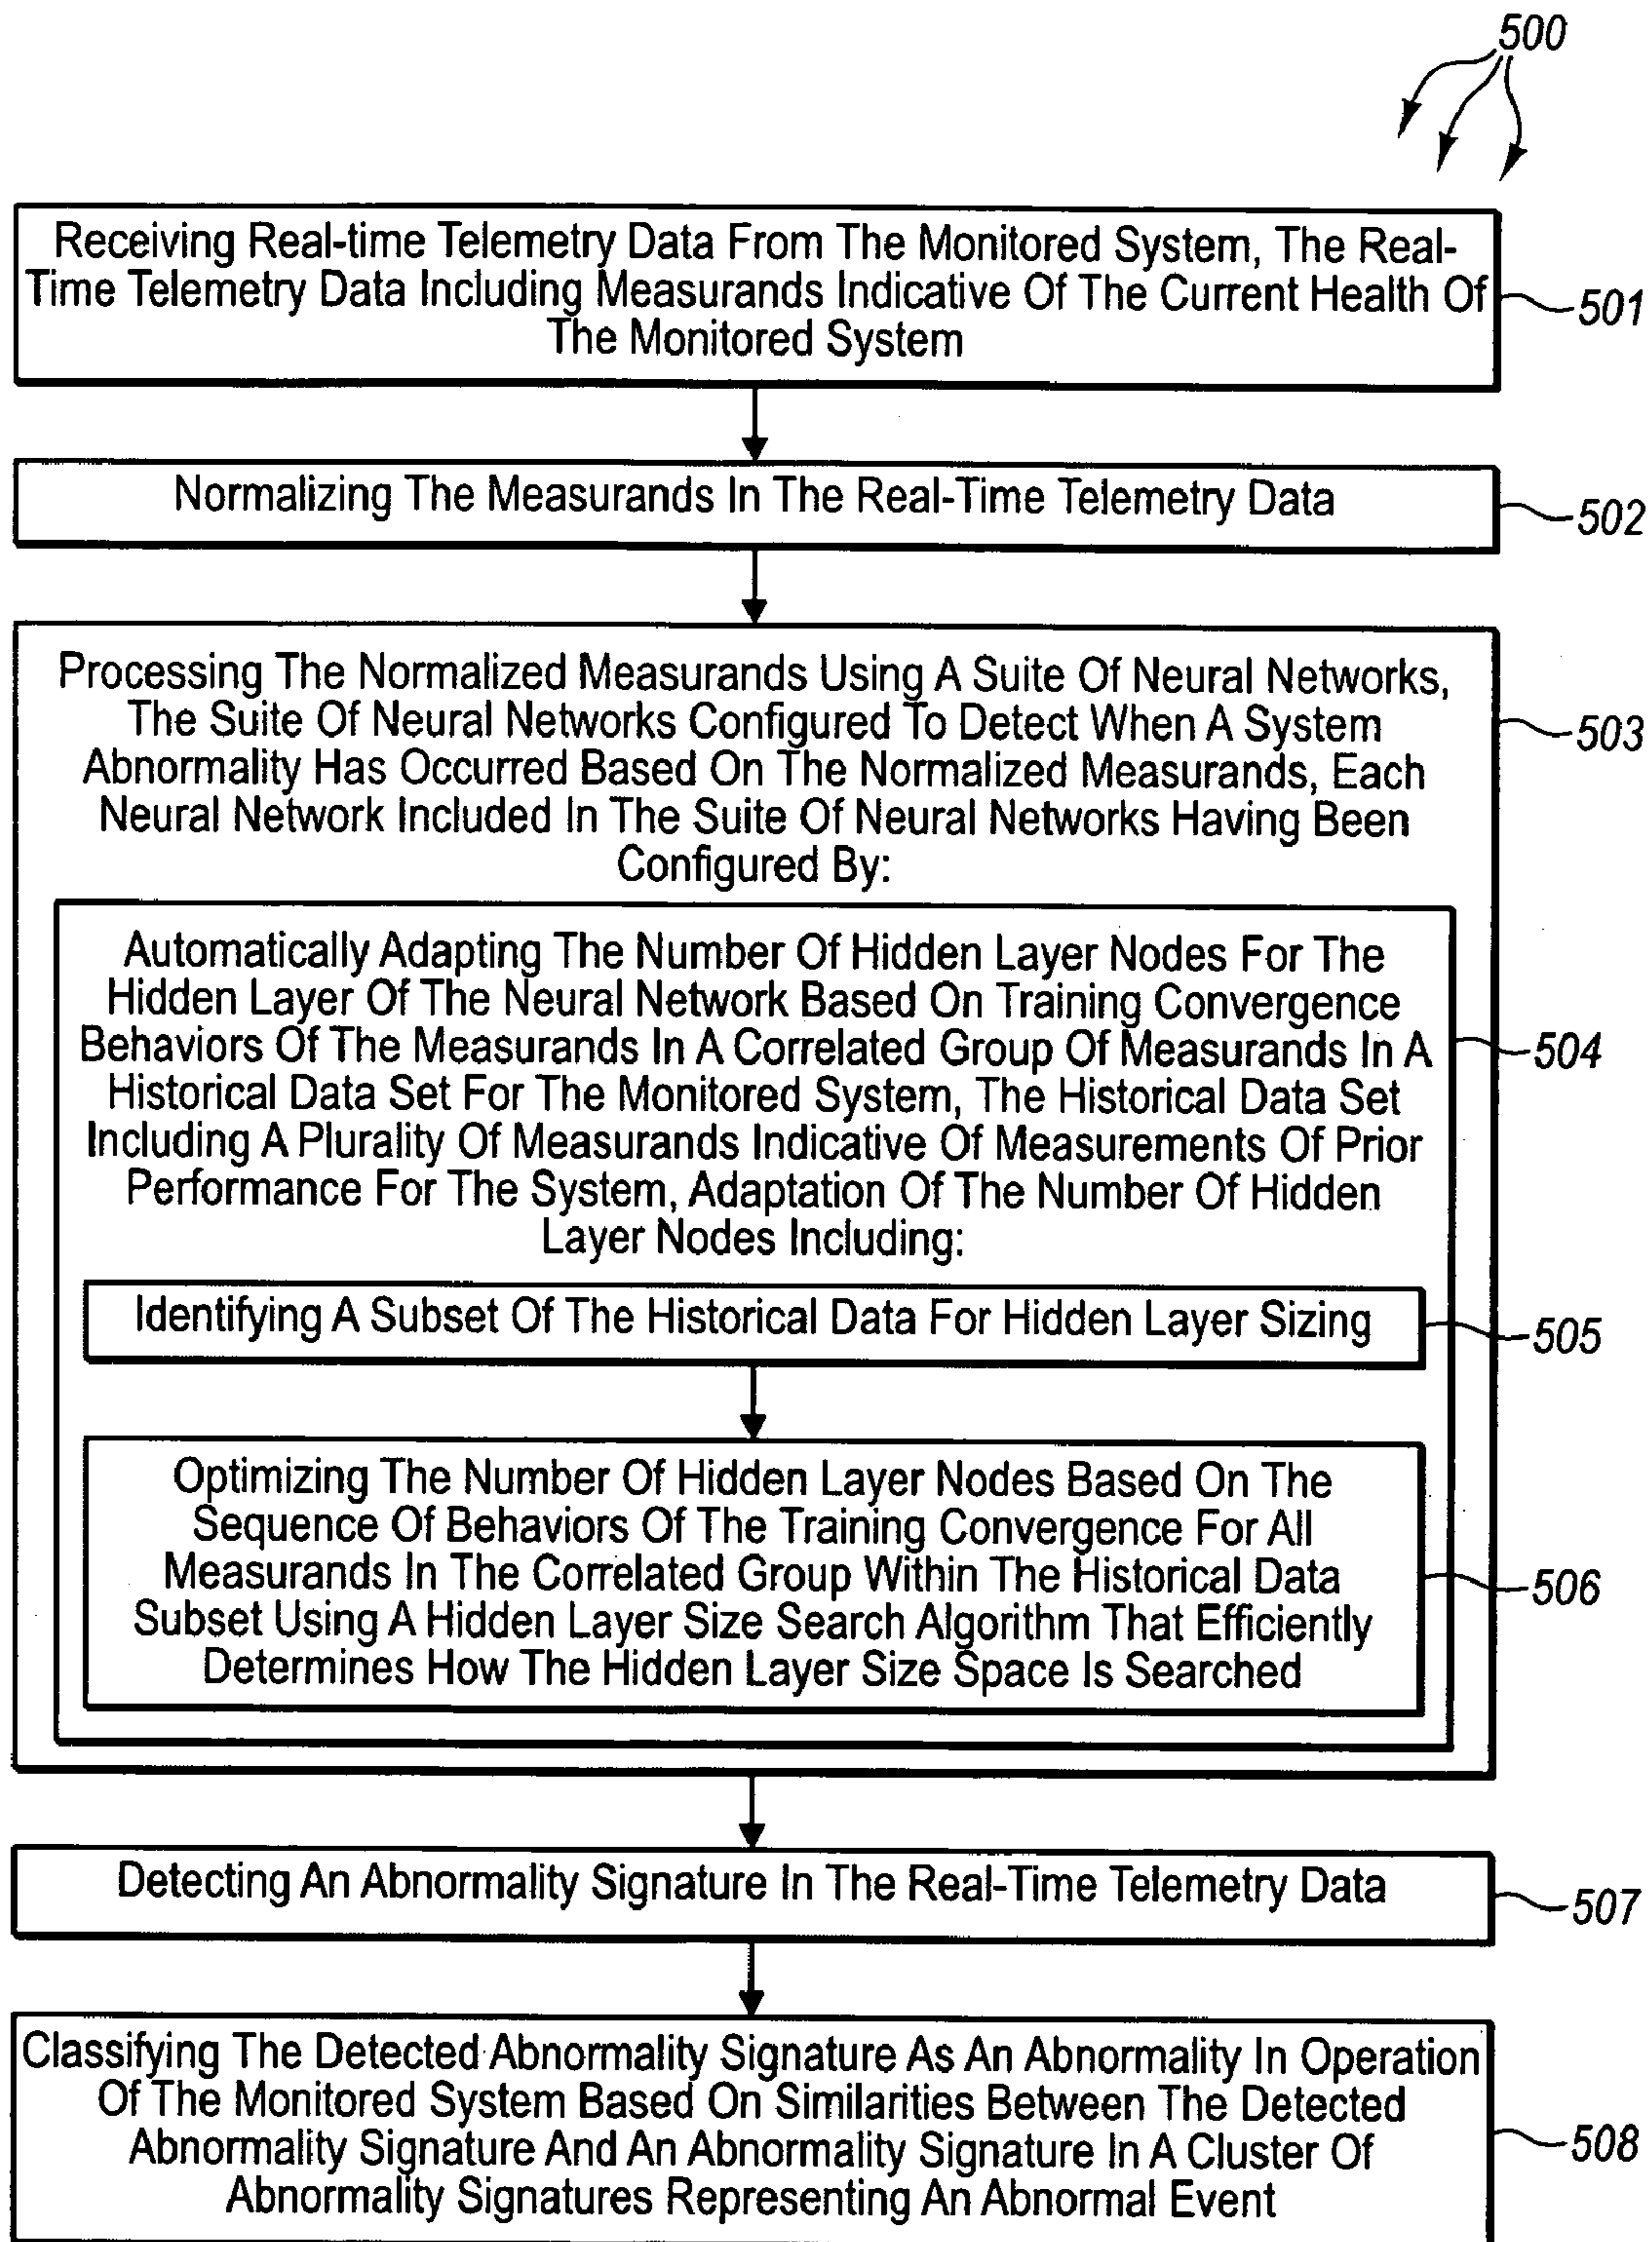 500
Receiving Real-time Telemetry Data From The Monitored System, The Real-
Time Telemetry Data Including Measurands Indicative Of The Current Health Of
The Monitored System
501
Normalizing The Measurands In The Real-Time Telemetry Data
502
Processing The Normalized Measurands Using A Suite Of Neural Networks,
The Suite Of Neural Networks Configured To Detect When A System
Abnormality Has Occurred Based On The Normalized Measurands, Each
Neural Network Included In The Suite Of Neural Networks Having Been
Configured By:
503
Automatically Adapting The Number Of Hidden Layer Nodes For The
Hidden Layer Of The Neural Network Based On Training Convergence
Behaviors Of The Measurands In A Correlated Group Of Measurands In A
Historical Data Set For The Monitored System, The Historical Data Set
Including A Plurality Of Measurands Indicative Of Measurements Of Prior
Performance For The System, Adaptation Of The Number Of Hidden
Layer Nodes Including:
504
Identifying A Subset Of The Historical Data For Hidden Layer Sizing
505
Optimizing The Number Of Hidden Layer Nodes Based On The
Sequence Of Behaviors Of The Training Convergence For All
Measurands In The Correlated Group Within The Historical Data
Subset Using A Hidden Layer Size Search Algorithm That Efficiently
Determines How The Hidden Layer Size Space Is Searched
506
Detecting An Abnormality Signature In The Real-Time Telemetry Data
507
Classifying The Detected Abnormality Signature As An Abnormality In Operation
Of The Monitored System Based On Similarities Between The Detected
Abnormality Signature And An Abnormality Signature In A Cluster Of
Abnormality Signatures Representing An Abnormal Event
508